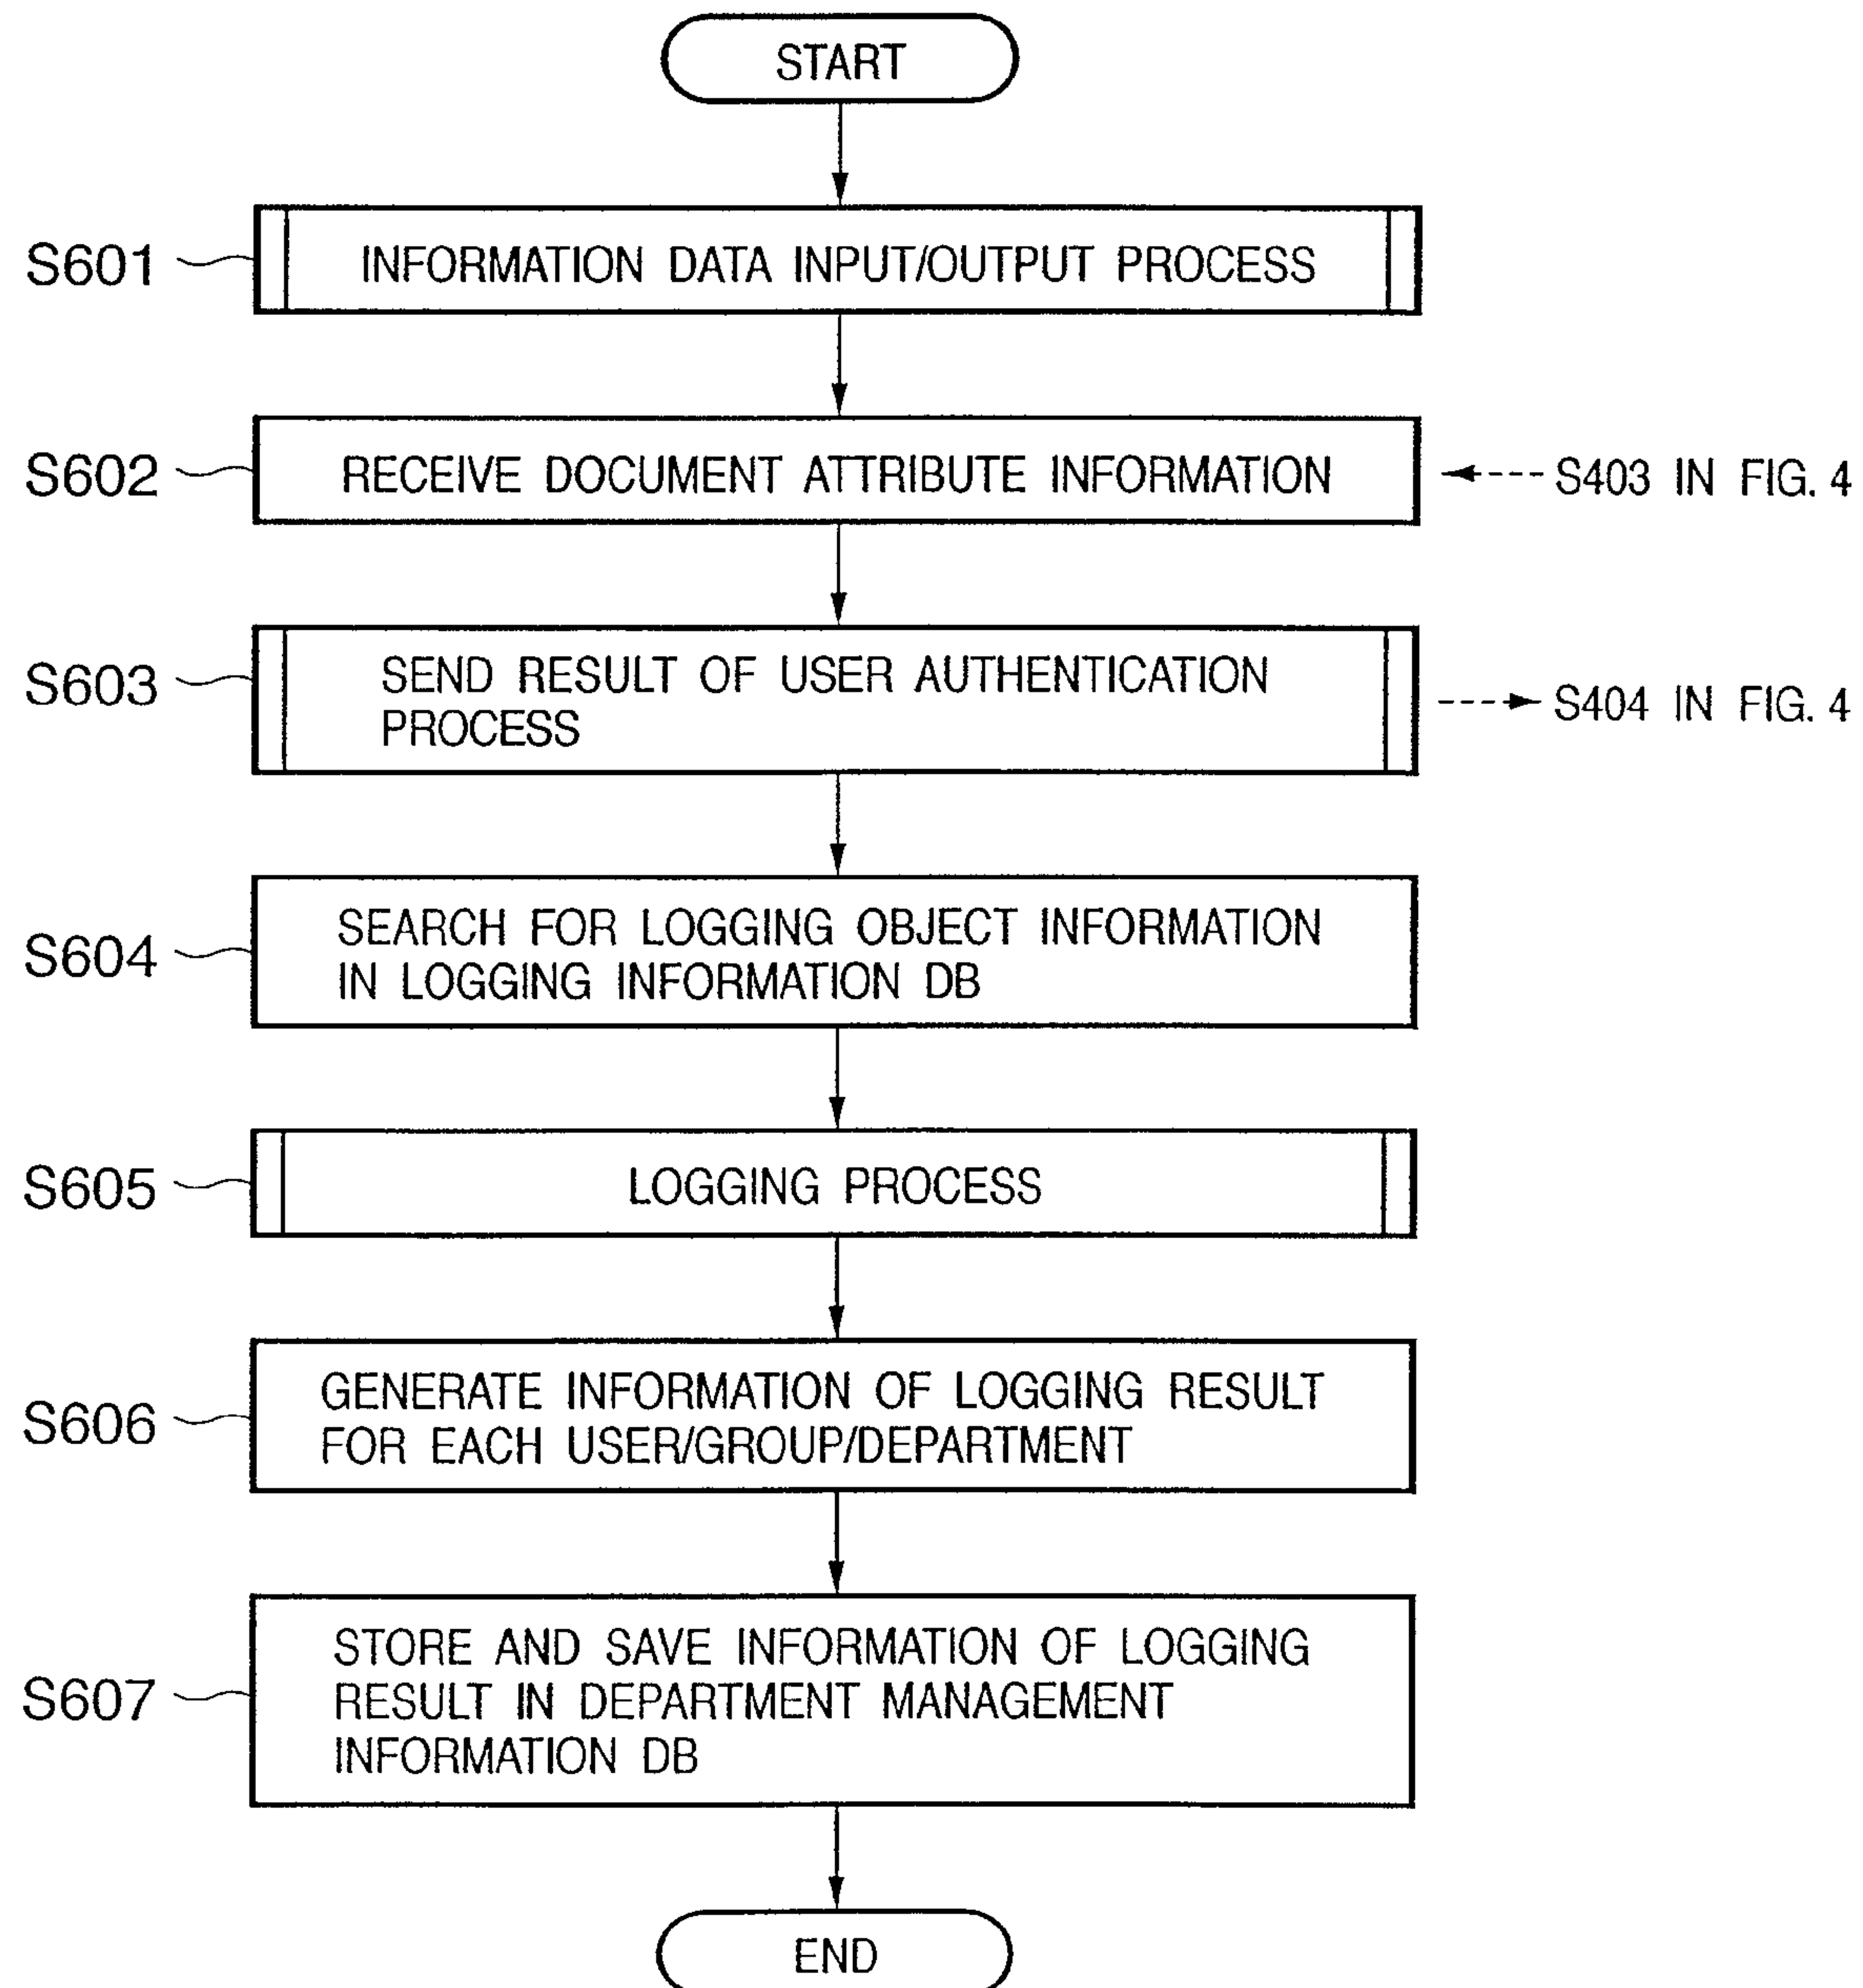 START
S601
INFORMATION DATA INPUT/OUTPUT PROCESS
S602
RECEIVE DOCUMENT ATTRIBUTE INFORMATION
S403 IN FIG. 4
S603
SEND RESULT OF USER AUTHENTICATION
PROCESS
S404 IN FIG. 4
S604
SEARCH FOR LOGGING OBJECT INFORMATION
IN LOGGING INFORMATION DB
S605
LOGGING PROCESS
S606
GENERATE INFORMATION OF LOGGING RESULT
FOR EACH USER/GROUP/DEPARTMENT
S607
STORE AND SAVE INFORMATION OF LOGGING
RESULT IN DEPARTMENT MANAGEMENT
INFORMATION DB
END